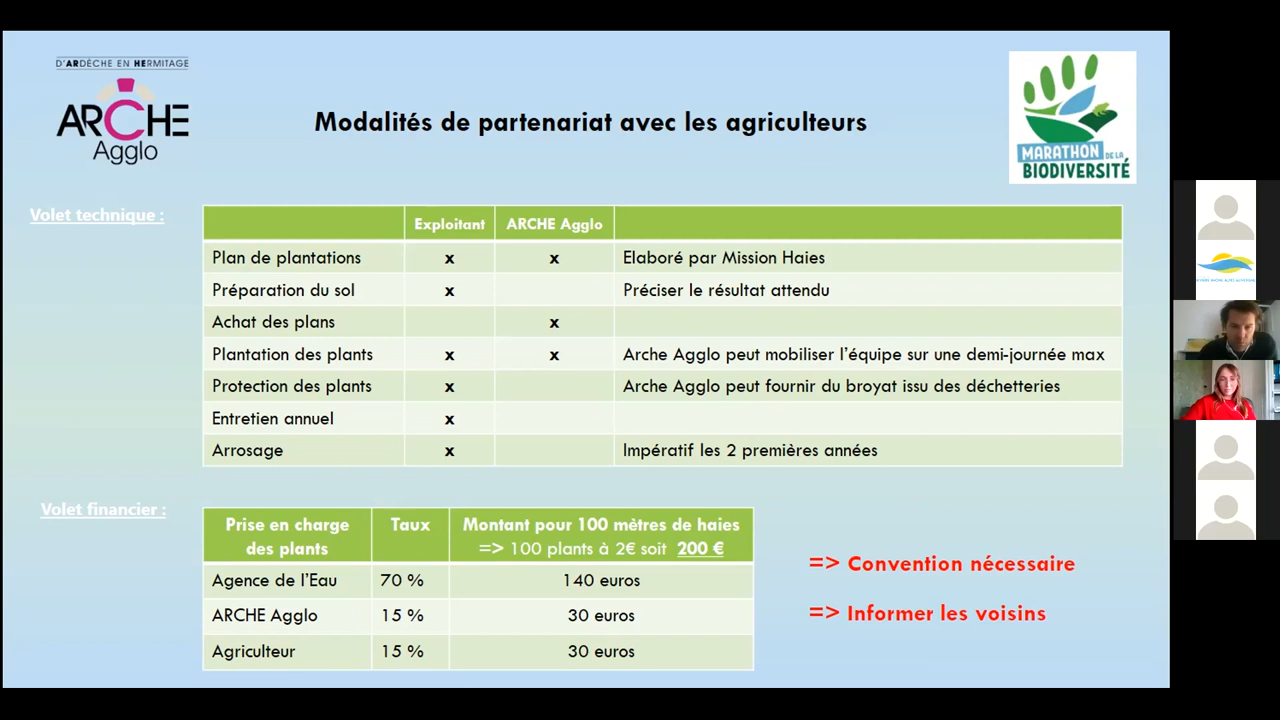 D'ARDÈCHE EN HERMITAGE
ARCHE
Agglo
Modalités de partenariat avec les agriculteurs
MARATHON DE LA
BIODIVERSITÉ
Volet technique :
Exploitant ARCHE Agglo
Plan de plantations x x Elaboré par Mission Haies
Préparation du sol x Préciser le résultat attendu
Achat des plans x
Plantation des plants x x Arche Agglo peut mobiliser l'équipe sur une demi-journée max
Protection des plants x Arche Agglo peut fournir du broyat issu des déchetteries
Entretien annuel x
Arrosage x Impératif les 2 premières années
Volet financier :
Prise en charge des plants Taux Montant pour 100 mètres de haies
=> 100 plants à 2€ soit 200 €
Agence de l'Eau 70 % 140 euros
ARCHE Agglo 15 % 30 euros
Agriculteur 15 % 30 euros
=> Convention nécessaire
=> Informer les voisins